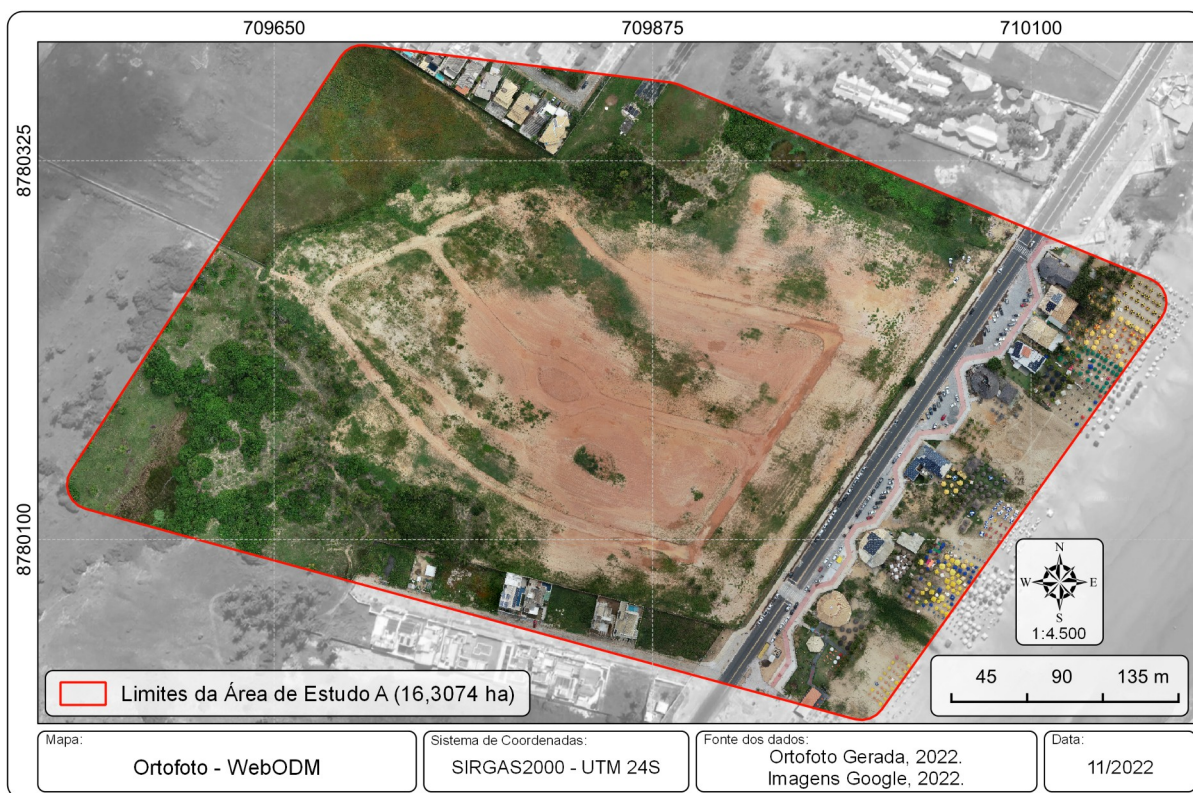 709650
709875
710100
8780325
8780100
N
W E
S
1:4.500
Limites da Área de Estudo A (16,3074 ha)
45 90 135 m
Mapa:
Ortofoto - WebODM
Sistema de Coordenadas:
SIRGAS2000 - UTM 24S
Fonte dos dados:
Ortofoto Gerada, 2022.
Imagens Google, 2022.
Data:
11/2022